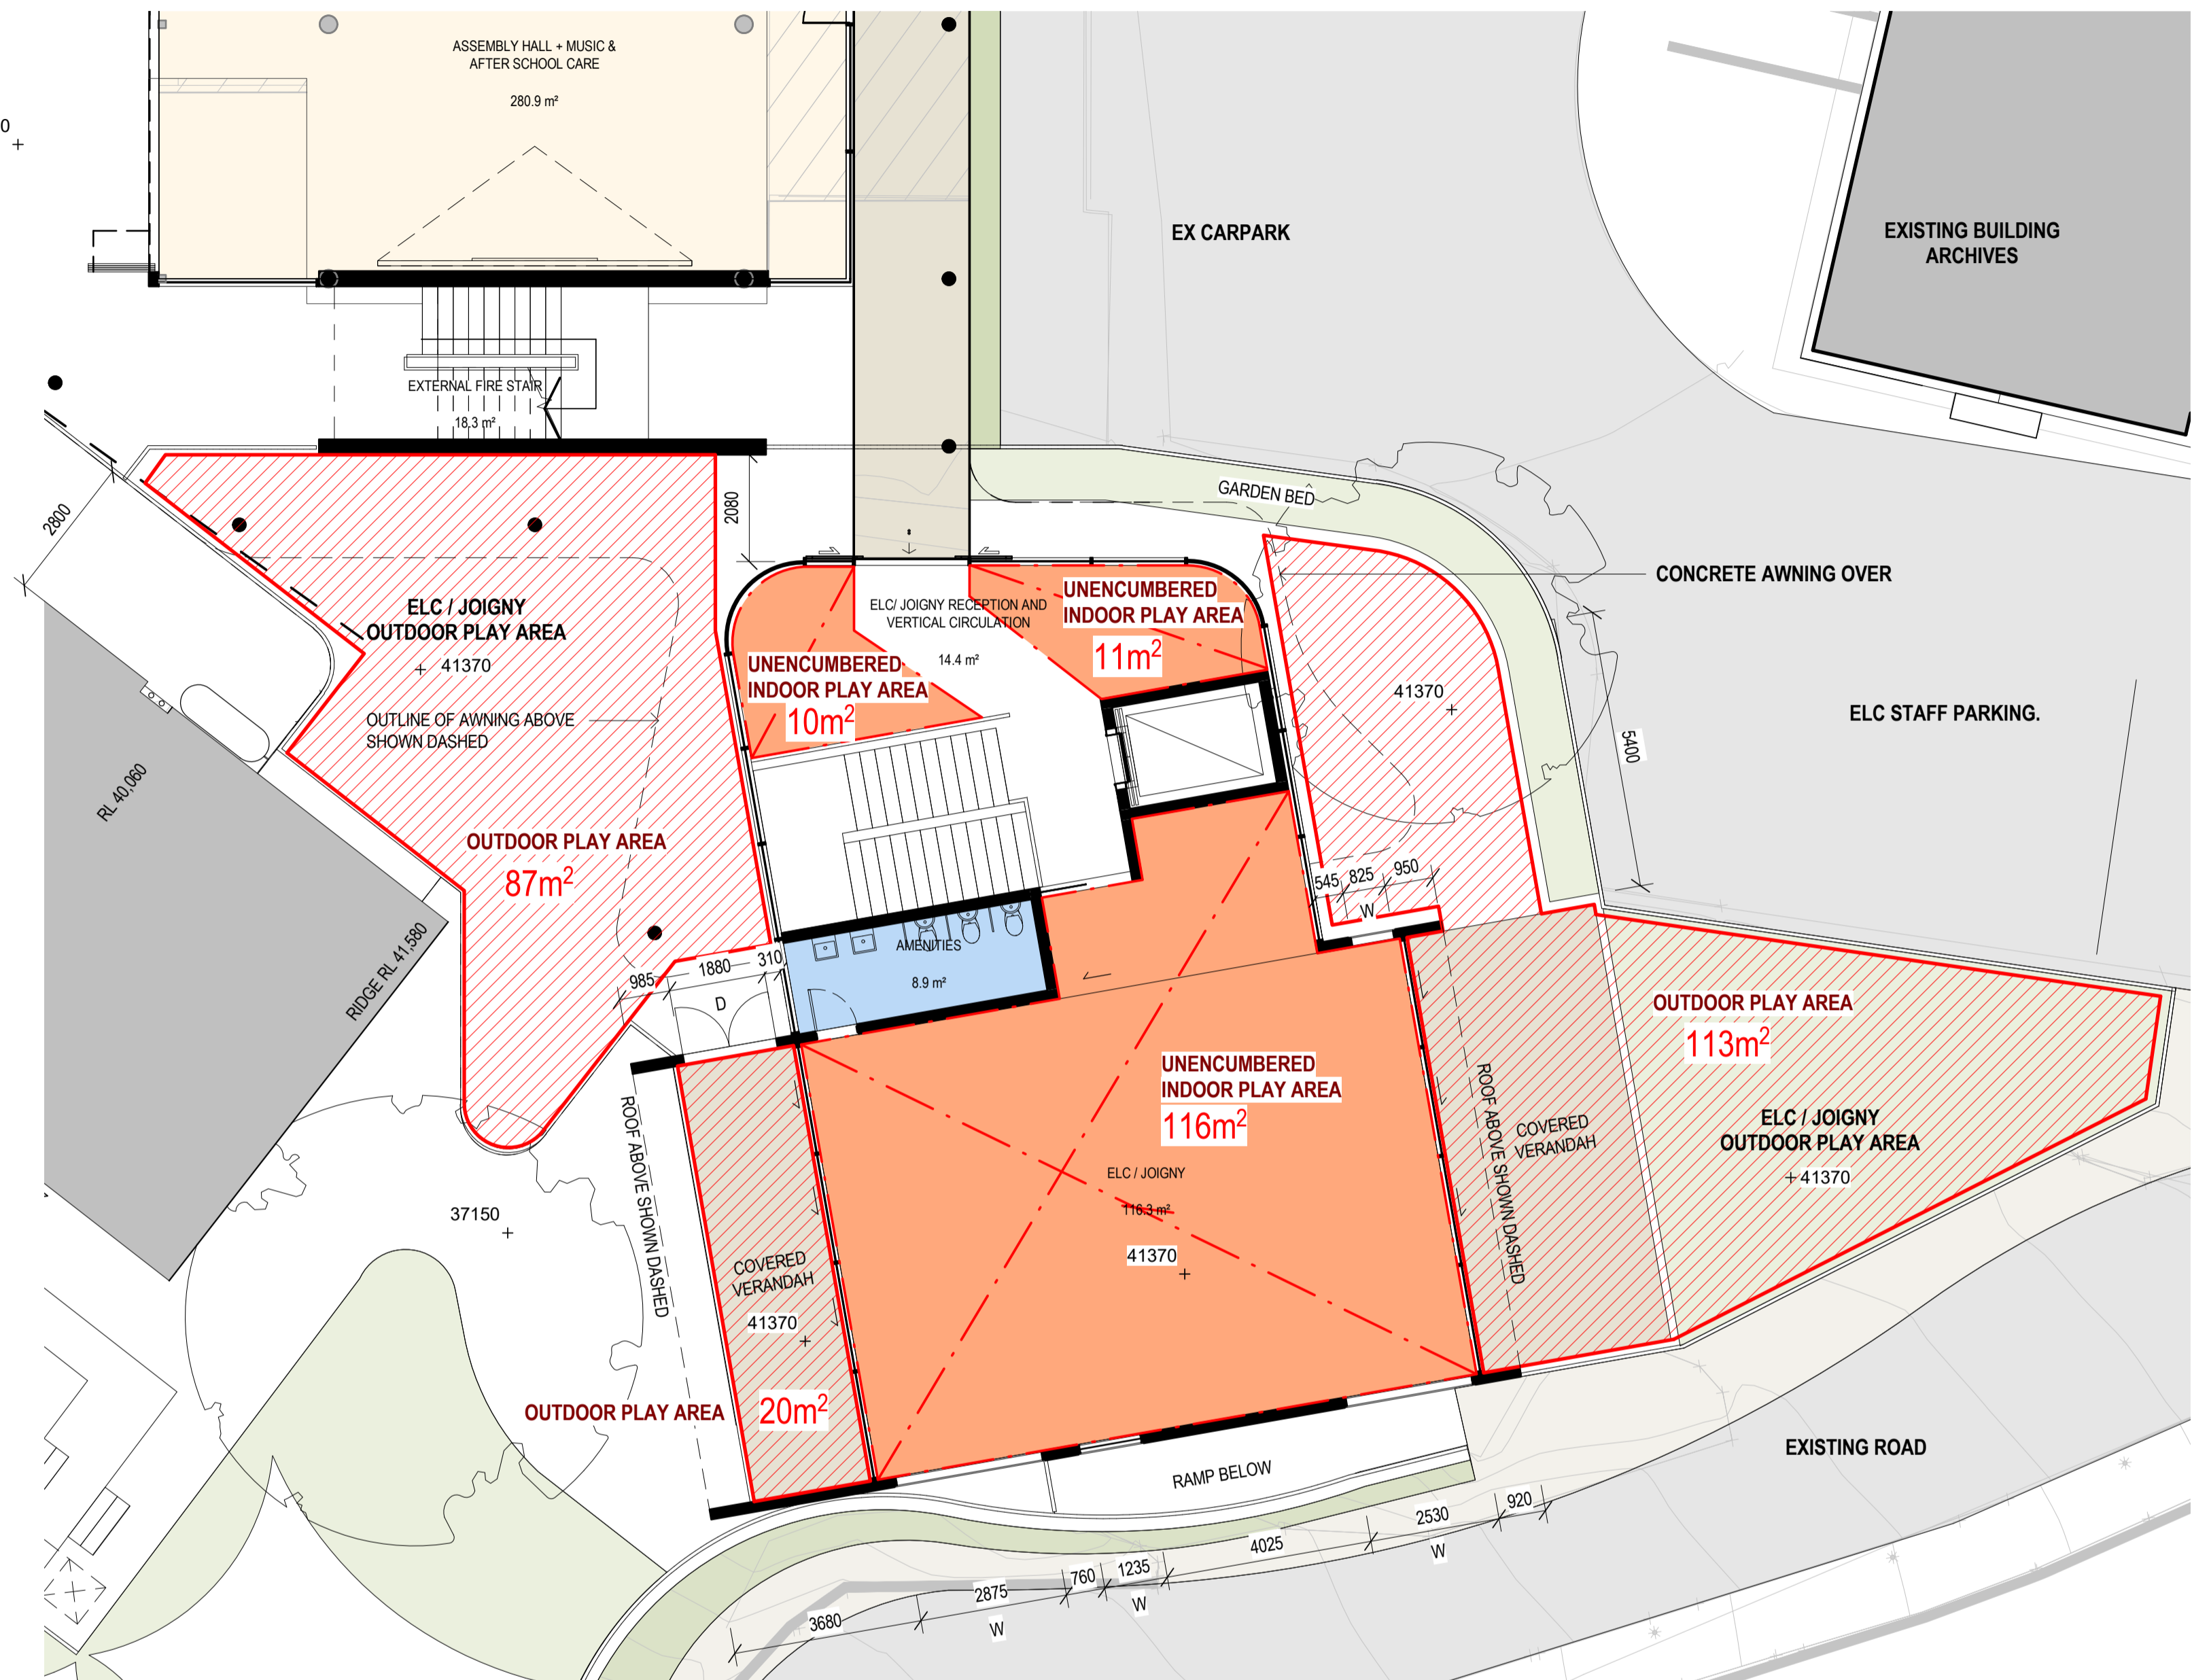 ASSEMBLY HALL + MUSIC &
AFTER SCHOOL CARE
280.9 m²
0
EX CARPARK
EXISTING BUILDING
ARCHIVES
EXTERNAL FIRE STAIR
18.3 m²
2800
2080
GARDEN BED
CONCRETE AWNING OVER
ELC / JOIGNY
OUTDOOR PLAY AREA
41370
OUTLINE OF AWNING ABOVE
SHOWN DASHED
ELC/ JOIGNY RECEPTION AND
VERTICAL CIRCULATION
14.4 m²
UNENCUMBERED
INDOOR PLAY AREA
11m²
UNENCUMBERED
INDOOR PLAY AREA
10m²
41370
ELC STAFF PARKING.
5400
RL 40,060
OUTDOOR PLAY AREA
87m²
545
825
950
W
RIDGE RL 41,580
985
1880
310
D
AMENITIES
8.9 m²
OUTDOOR PLAY AREA
113m²
UNENCUMBERED
INDOOR PLAY AREA
116m²
ELC / JOIGNY
116.3 m²
41370
ROOF ABOVE SHOWN DASHED
COVERED
VERANDAH
ELC / JOIGNY
OUTDOOR PLAY AREA
41370
37150
ROOF ABOVE SHOWN DASHED
COVERED
VERANDAH
41370
OUTDOOR PLAY AREA
20m²
RAMP BELOW
EXISTING ROAD
3680
2875
W
760
1235
W
4025
2530
W
920